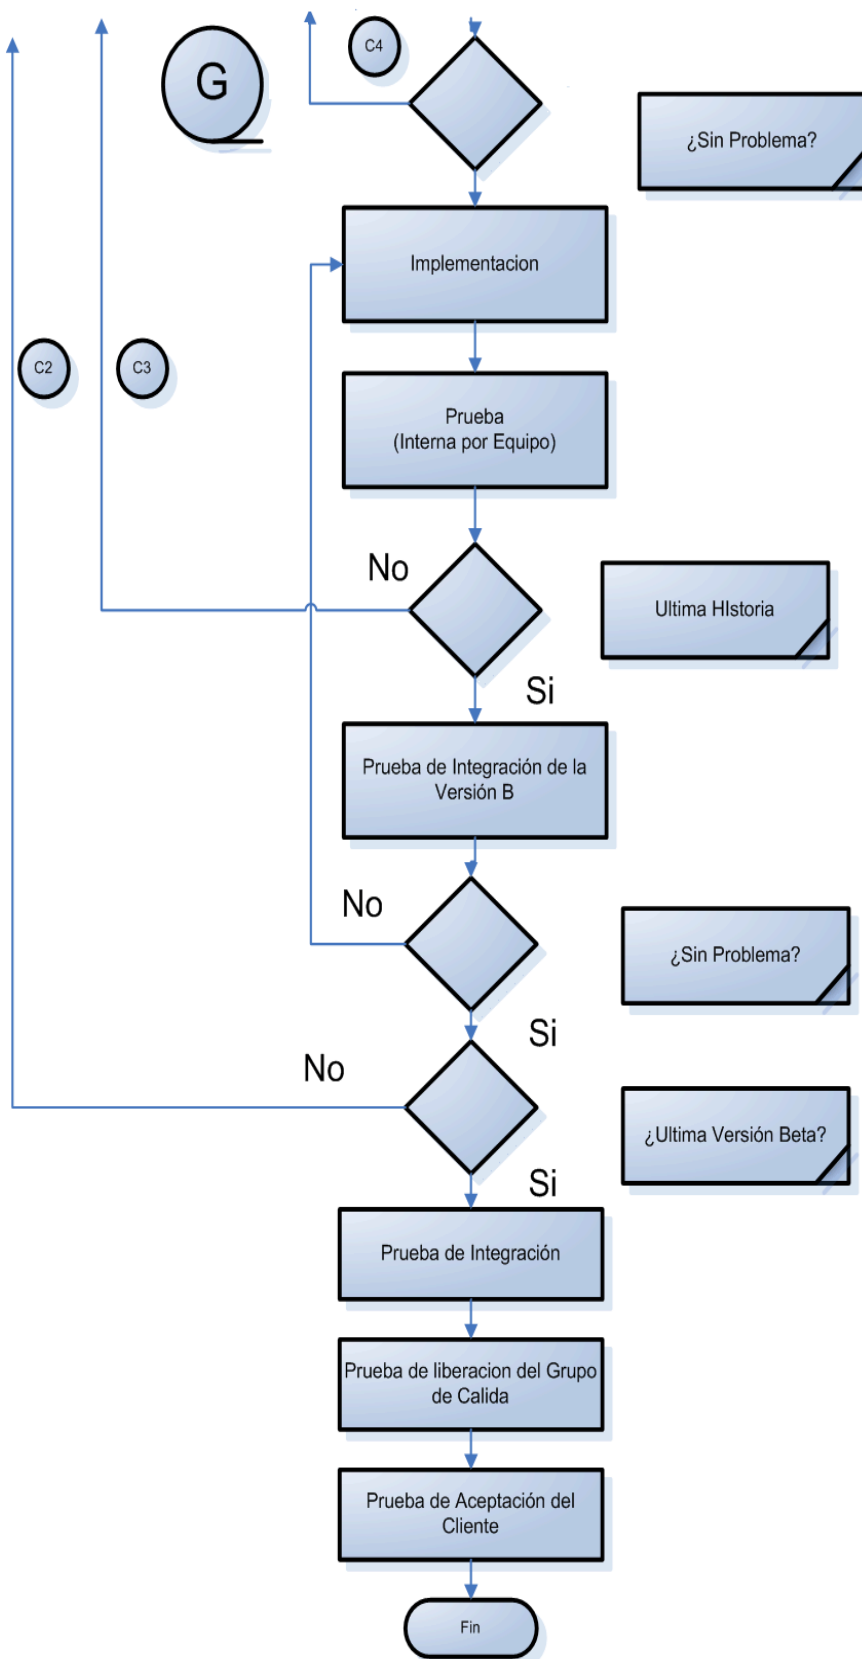 C4
G
¿Sin Problema?
Implementacion
C2
C3
Prueba
(Interna por Equipo)
No
Ultima HIstoria
Si
Prueba de Integración de la
Versión B
No
¿Sin Problema?
Si
No
¿Ultima Versión Beta?
Si
Prueba de Integración
Prueba de liberacion del Grupo
de Calida
Prueba de Aceptación del
Cliente
Fin